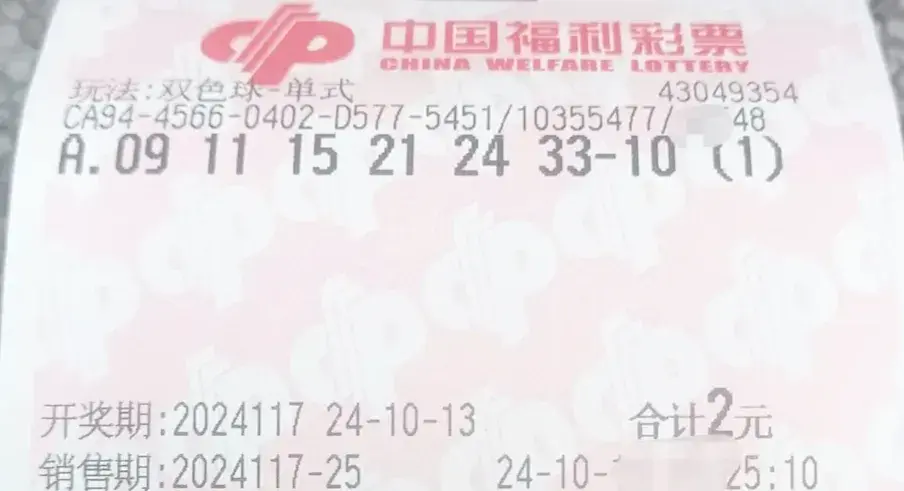 中国福利彩票
CHINA WELFARE LOTTERY
玩法:双色球-单式 43049354
CA94-4566-0402-D577-5451/10355477/ 48
A.09 11 15 21 24 33-10 (1)
开奖期:2024117 24-10-13 合计2元
销售期:2024117-25 24-10- 25:10